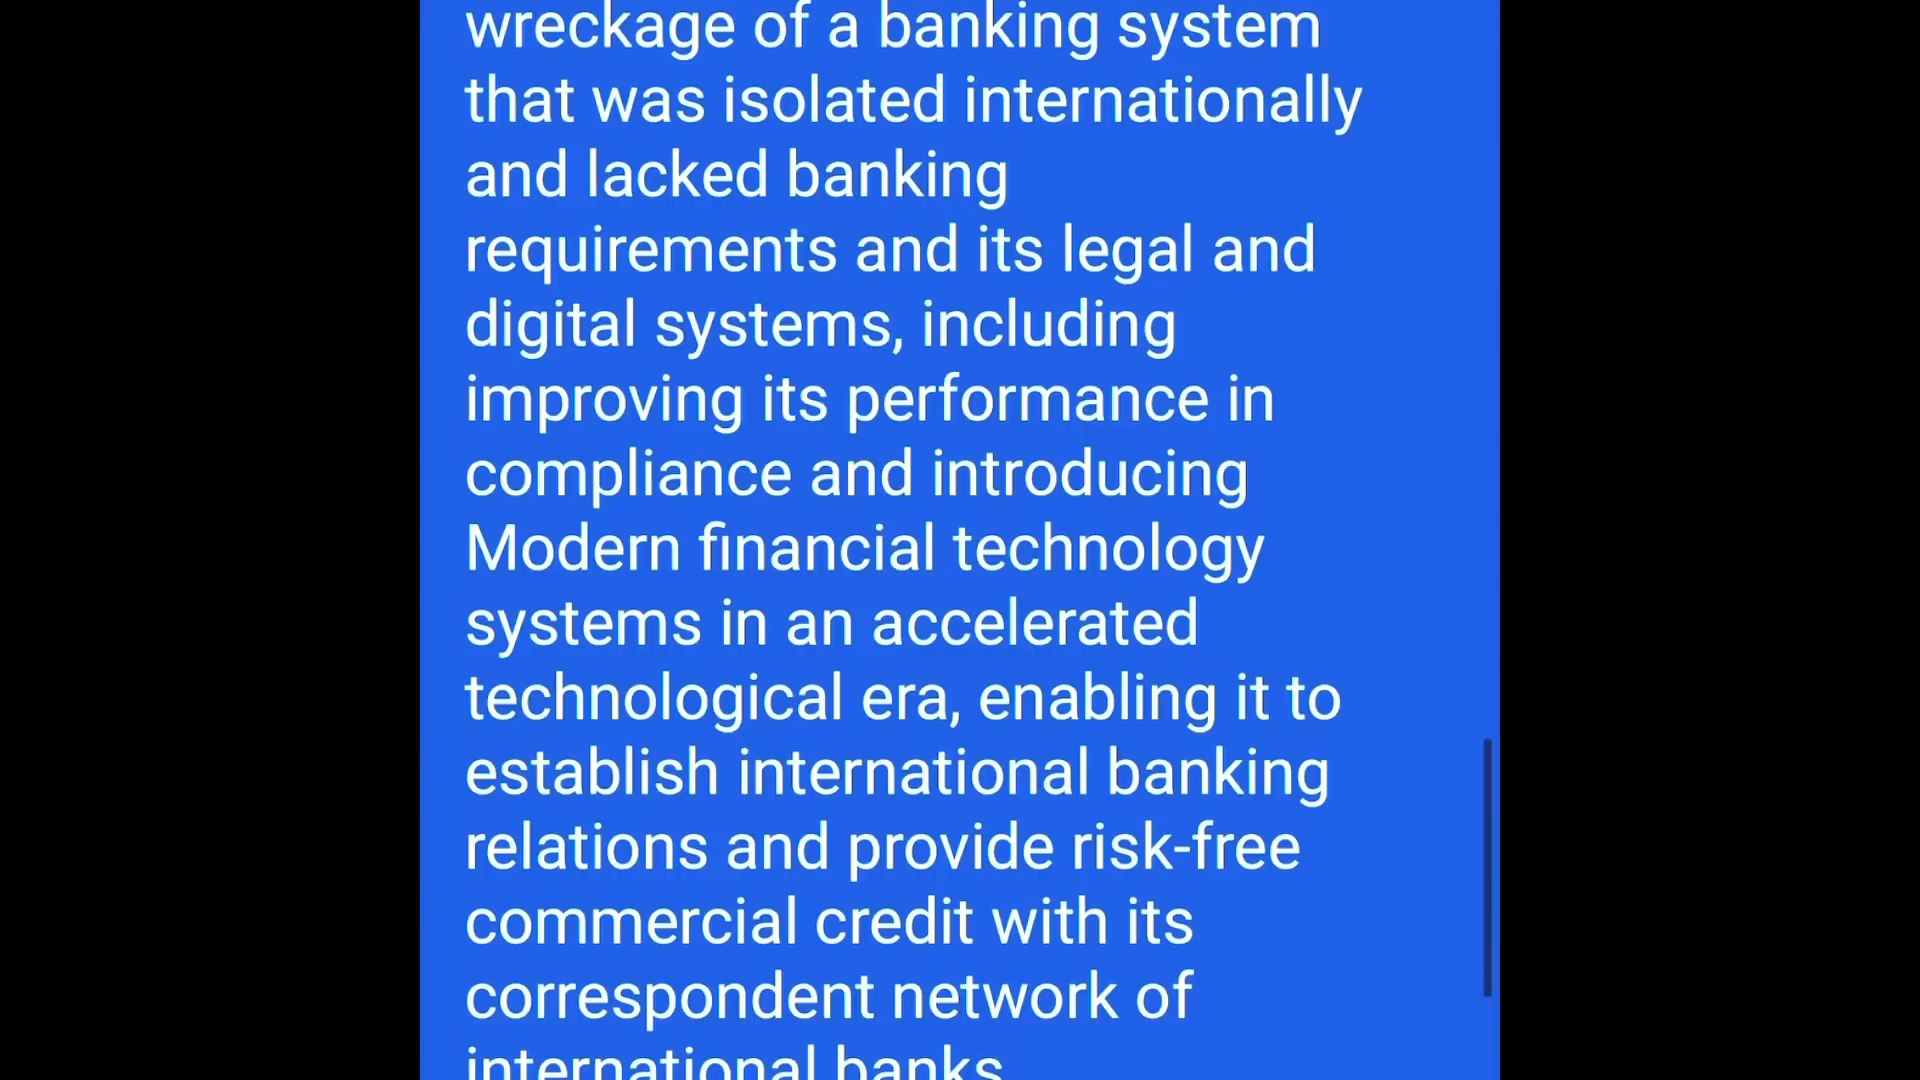 wreckage of a banking system
that was isolated internationally
and lacked banking
requirements and its legal and
digital systems, including
improving its performance in
compliance and introducing
Modern financial technology
systems in an accelerated
technological era, enabling it to
establish international banking
relations and provide risk-free
commercial credit with its
correspondent network of
international banks